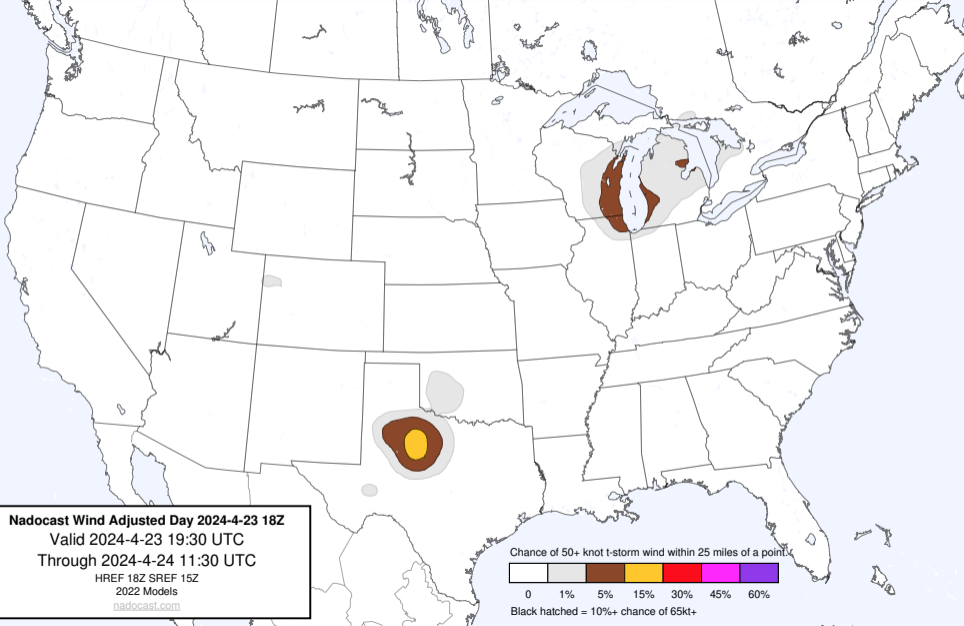 Nadocast Wind Adjusted Day 2024-4-23 18Z
Valid 2024-4-23 19:30 UTC
Through 2024-4-24 11:30 UTC
HREF 18Z SREF 15Z
2022 Models
nadocast.com
Chance of 50+ knot t-storm wind within 25 miles of a point.
0 1% 5% 15% 30% 45% 60%
Black hatched = 10%+ chance of 65kt+